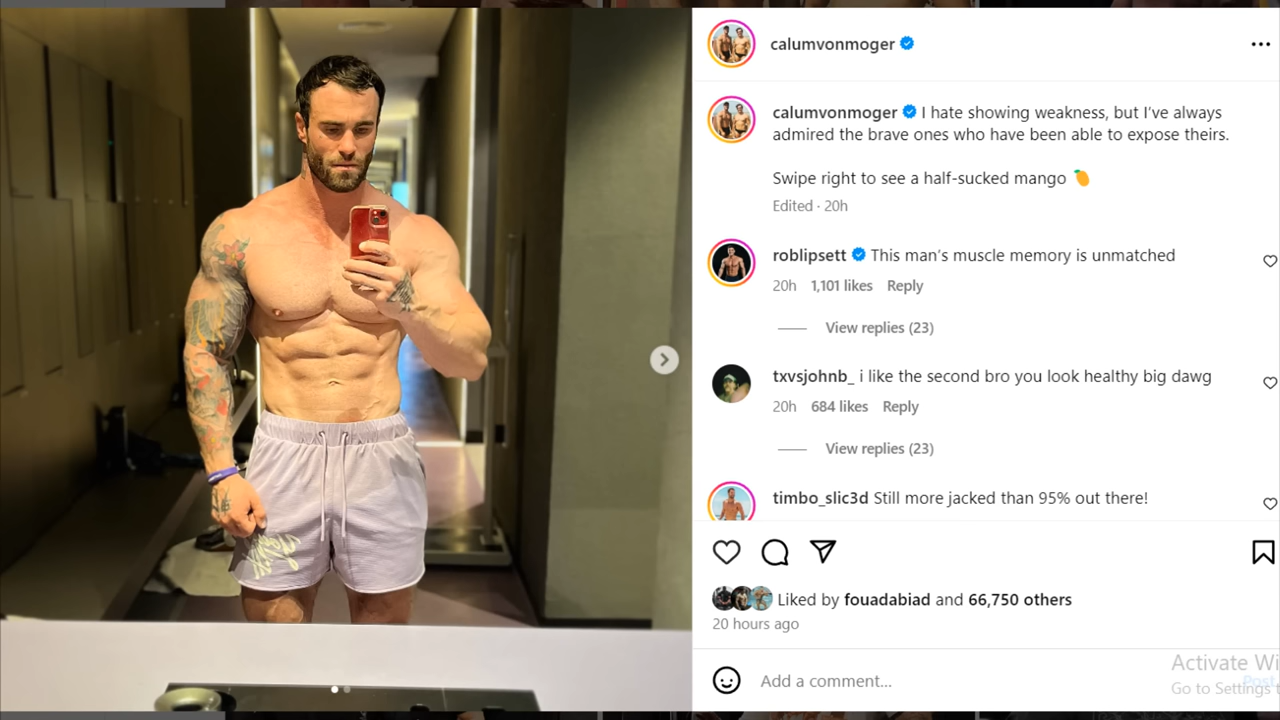 calumvonmoger
calumvonmoger I hate showing weakness, but I’ve always
admired the brave ones who have been able to expose theirs.
Swipe right to see a half-sucked mango 🥭
Edited · 20h
roblipsett This man’s muscle memory is unmatched
20h 1,101 likes Reply
View replies (23)
txvsjohnb_ i like the second bro you look healthy big dawg
20h 684 likes Reply
View replies (23)
timbo_slic3d Still more jacked than 95% out there!
Liked by fouadabiad and 66,750 others
20 hours ago
Add a comment...
Post
Activate Wi
Go to Settings t